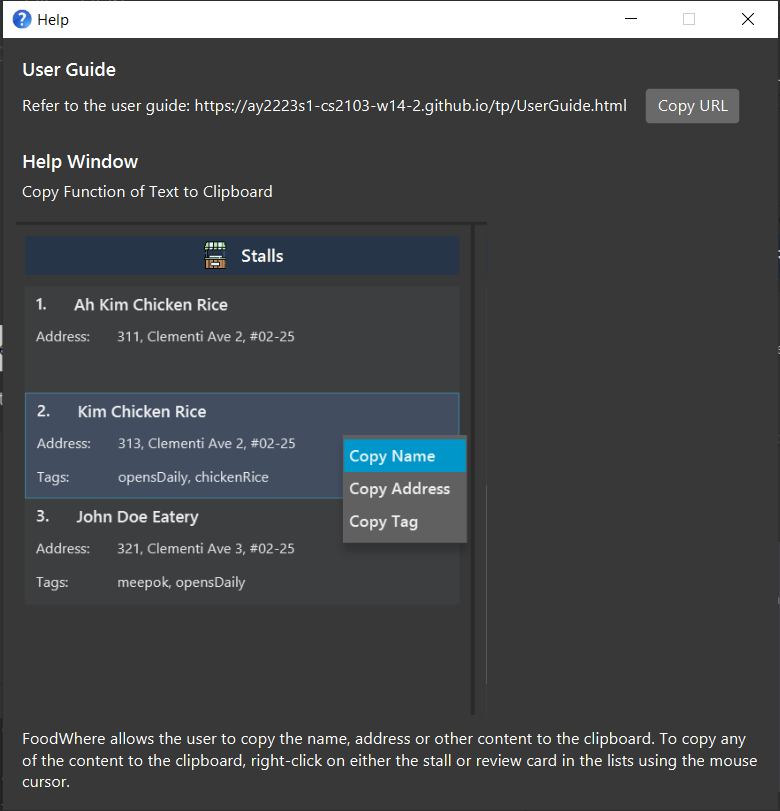 Help
User Guide
Refer to the user guide: https://ay2223s1-cs2103-w14-2.github.io/tp/UserGuide.html Copy URL
Help Window
Copy Function of Text to Clipboard
Stalls
1. Ah Kim Chicken Rice
Address: 311, Clementi Ave 2, #02-25
2. Kim Chicken Rice
Address: 313, Clementi Ave 2, #02-25
Tags: opensDaily, chickenRice
Copy Name
Copy Address
Copy Tag
3. John Doe Eatery
Address: 321, Clementi Ave 3, #02-25
Tags: meepok, opensDaily
FoodWhere allows the user to copy the name, address or other content to the clipboard. To copy any
of the content to the clipboard, right-click on either the stall or review card in the lists using the mouse
cursor.